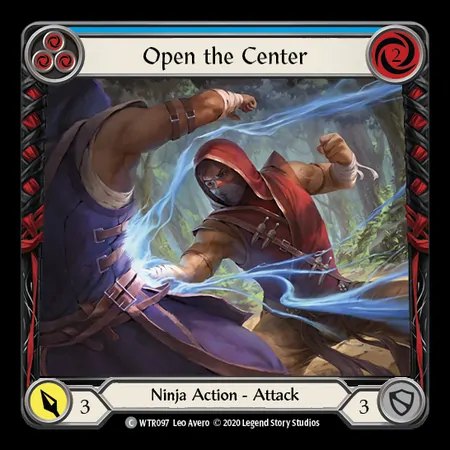 Open the Center
2
Ninja Action - Attack
3
3
C WTR097 Leo Avero © 2020 Legend Story Studios